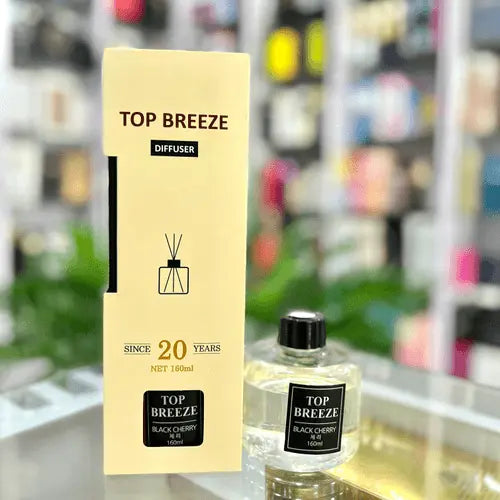 TOP BREEZE
DIFFUSER
SINCE 20 YEARS
NET 160ml
TOP
BREEZE
BLACK CHERRY
체리
160ml
TOP
BREEZE
BLACK CHERRY
체리
160ml